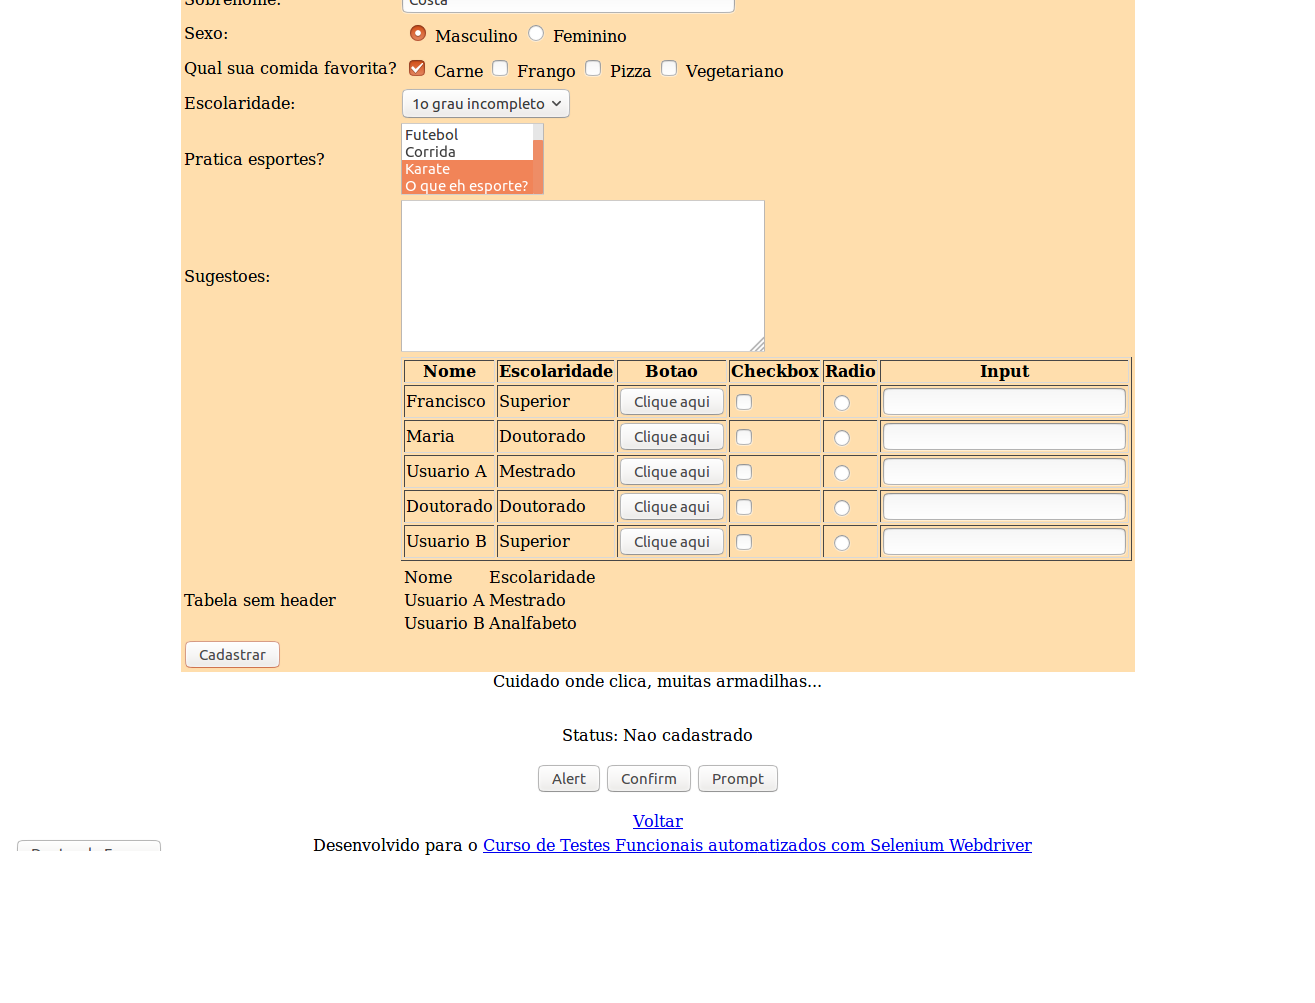 Sobrenome: Costa
Sexo: Masculino Feminino
Qual sua comida favorita? Carne Frango Pizza Vegetariano
Escolaridade: 1o grau incompleto
Pratica esportes?
Futebol
Corrida
Karate
O que eh esporte?
Sugestoes:
Nome Escolaridade Botao Checkbox Radio Input
Francisco Superior Clique aqui
Maria Doutorado Clique aqui
Usuario A Mestrado Clique aqui
Doutorado Doutorado Clique aqui
Usuario B Superior Clique aqui
Tabela sem header
Nome Escolaridade
Usuario A Mestrado
Usuario B Analfabeto
Cadastrar
Cuidado onde clica, muitas armadilhas...
Status: Nao cadastrado
Alert Confirm Prompt
Voltar
Desenvolvido para o Curso de Testes Funcionais automatizados com Selenium Webdriver